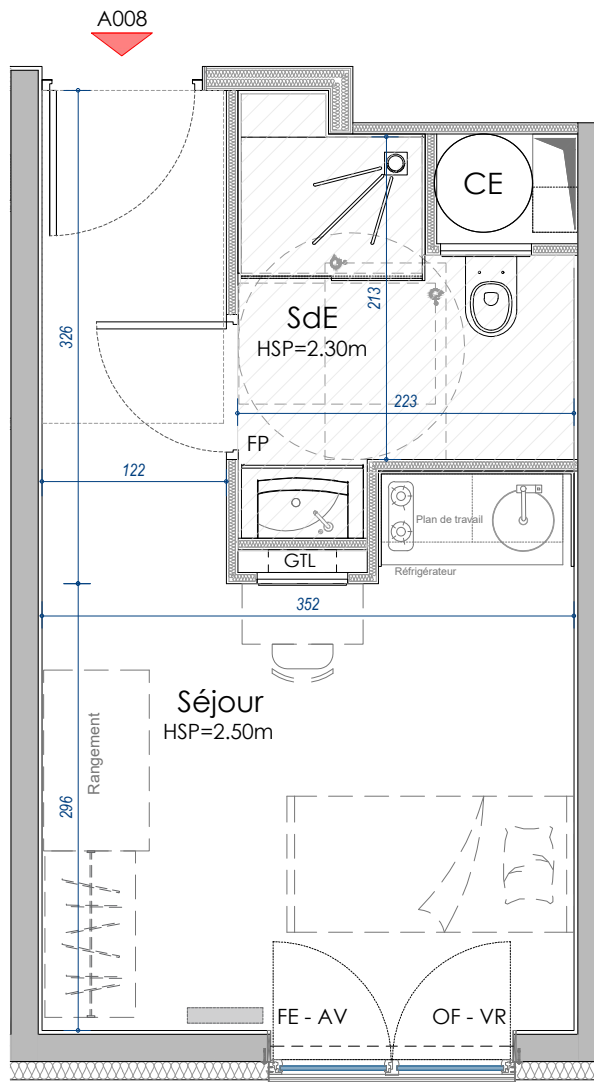 A008
CE
SdE
HSP=2.30m
213
326
223
FP
122
Plan de travail
GTL
Réfrigérateur
352
Séjour
HSP=2.50m
Rangement
296
FE - AV
OF - VR